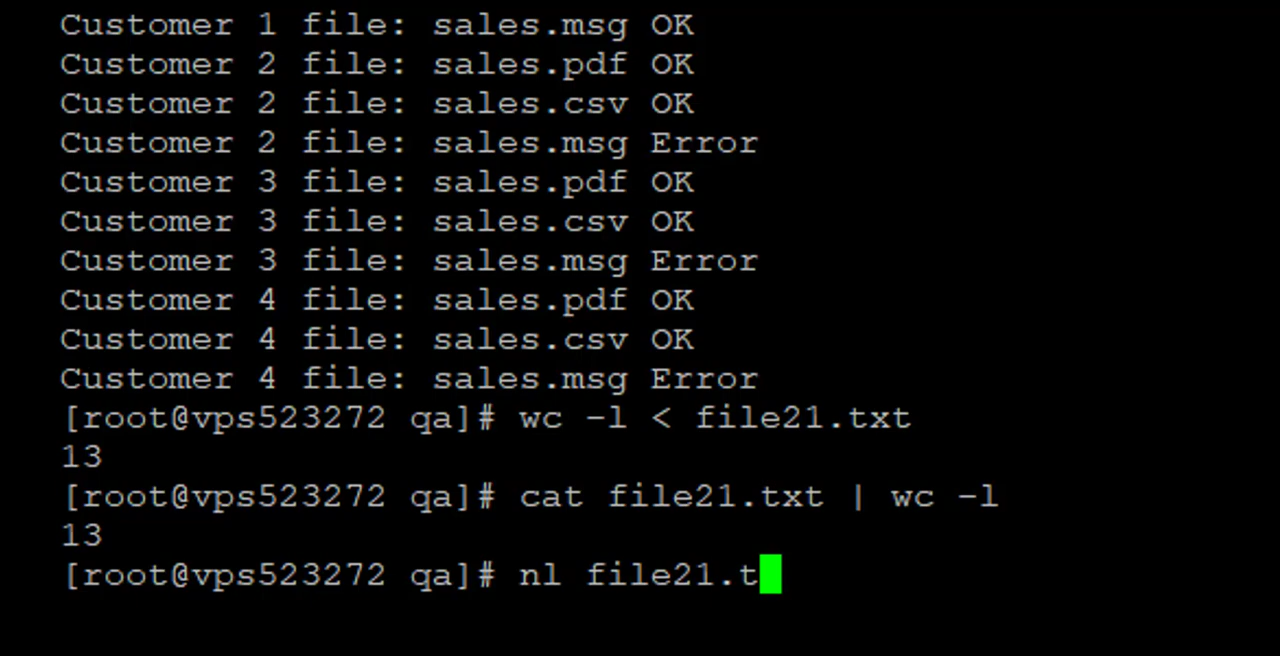 Customer 1 file: sales.msg OK
Customer 2 file: sales.pdf OK
Customer 2 file: sales.csv OK
Customer 2 file: sales.msg Error
Customer 3 file: sales.pdf OK
Customer 3 file: sales.csv OK
Customer 3 file: sales.msg Error
Customer 4 file: sales.pdf OK
Customer 4 file: sales.csv OK
Customer 4 file: sales.msg Error
[root@vps523272 qa]# wc -l < file21.txt
13
[root@vps523272 qa]# cat file21.txt | wc -l
13
[root@vps523272 qa]# nl file21.t